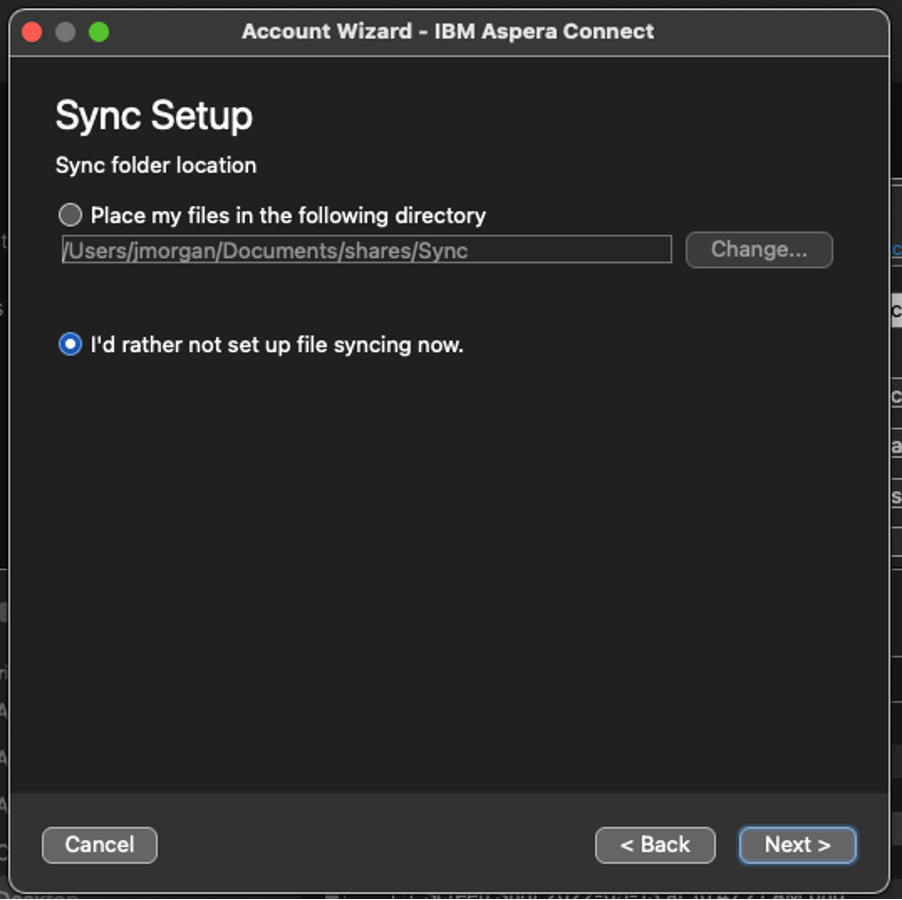 Account Wizard - IBM Aspera Connect
Sync Setup
Sync folder location
Place my files in the following directory
/Users/jmorgan/Documents/shares/Sync
Change...
I'd rather not set up file syncing now.
Cancel
< Back
Next >